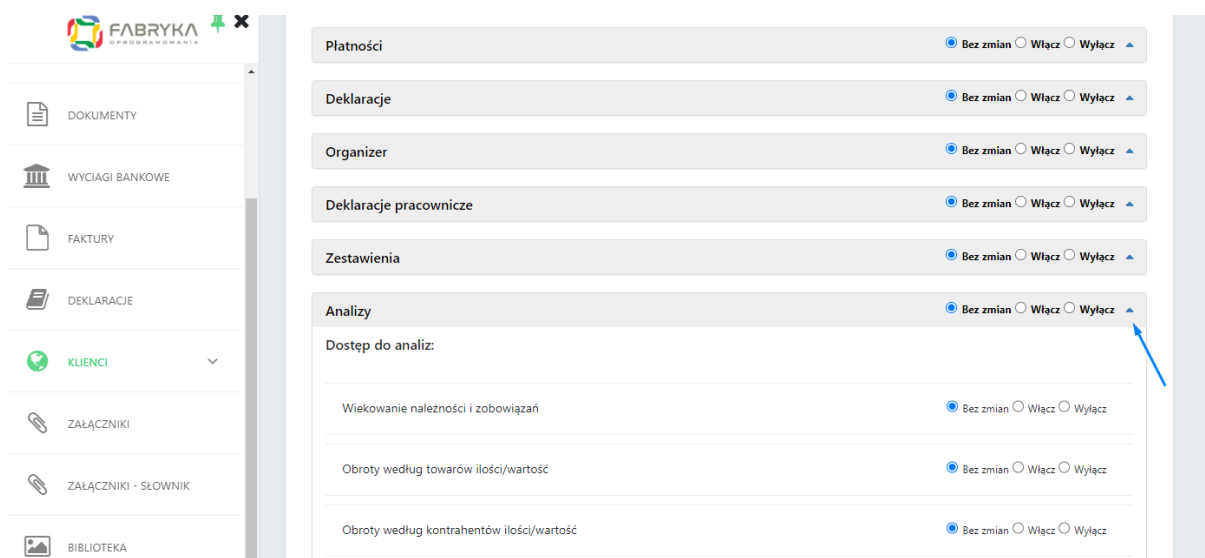 FABRYKA
OPROGRAMOWANIA
DOKUMENTY
WYCIAGI BANKOWE
FAKTURY
DEKLARACJE
KLIENCI
ZAŁĄCZNIKI
ZAŁĄCZNIKI - SŁOWNIK
BIBLIOTEKA
Płatności Bez zmian Włącz Wyłącz
Deklaracje Bez zmian Włącz Wyłącz
Organizer Bez zmian Włącz Wyłącz
Deklaracje pracownicze Bez zmian Włącz Wyłącz
Zestawienia Bez zmian Włącz Wyłącz
Analizy Bez zmian Włącz Wyłącz
Dostęp do analiz:
Wiekowanie należności i zobowiązań Bez zmian Włącz Wyłącz
Obroty według towarów ilości/wartość Bez zmian Włącz Wyłącz
Obroty według kontrahentów ilości/wartość Bez zmian Włącz Wyłącz